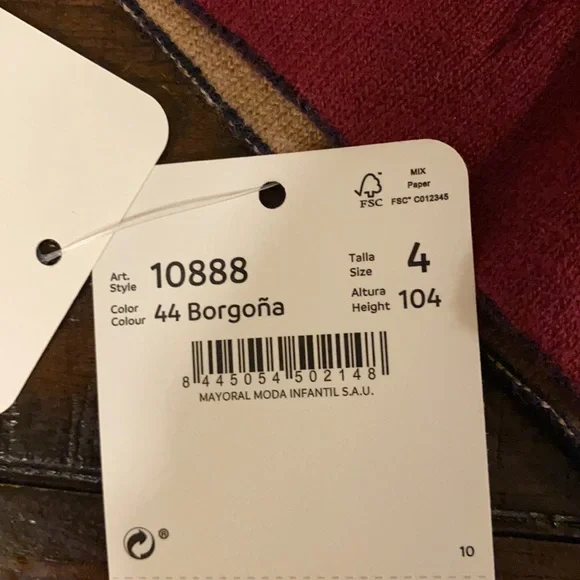 FSC
MIX
Paper
FSC® C012345
Art.
Style
10888
Talla
Size
4
Color
Colour
44 Borgoña
Altura
Height
104
8 445054 502148
MAYORAL MODA INFANTIL S.A.U.
®
10